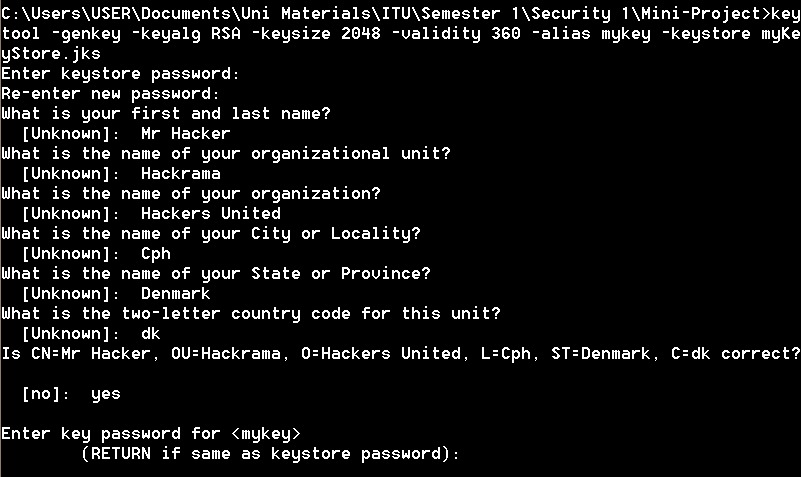 C:\Users\USER\Documents\Uni Materials\ITU\Semester 1\Security 1\Mini-Project>key
tool -genkey -keyalg RSA -keysize 2048 -validity 360 -alias mykey -keystore myKe
yStore.jks
Enter keystore password:
Re-enter new password:
What is your first and last name?
  [Unknown]:  Mr Hacker
What is the name of your organizational unit?
  [Unknown]:  Hackrama
What is the name of your organization?
  [Unknown]:  Hackers United
What is the name of your City or Locality?
  [Unknown]:  Cph
What is the name of your State or Province?
  [Unknown]:  Denmark
What is the two-letter country code for this unit?
  [Unknown]:  dk
Is CN=Mr Hacker, OU=Hackrama, O=Hackers United, L=Cph, ST=Denmark, C=dk correct?
  [no]:  yes
Enter key password for <mykey>
        (RETURN if same as keystore password):